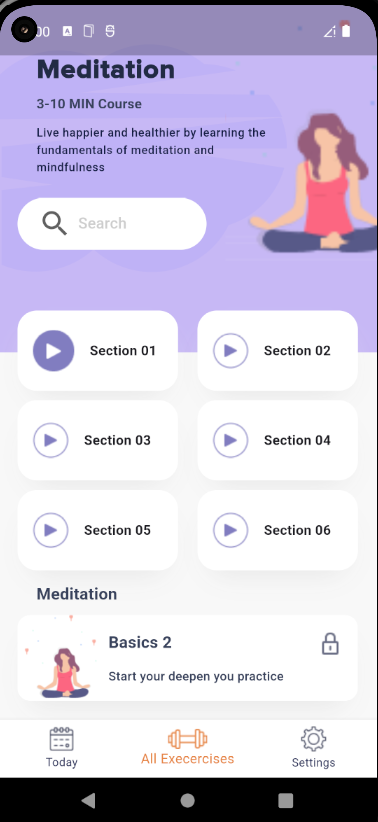 :00
Meditation
3-10 MIN Course
Live happier and healthier by learning the
fundamentals of meditation and
mindfulness
Search
Section 01
Section 02
Section 03
Section 04
Section 05
Section 06
Meditation
Basics 2
Start your deepen you practice
Today
All Execercises
Settings